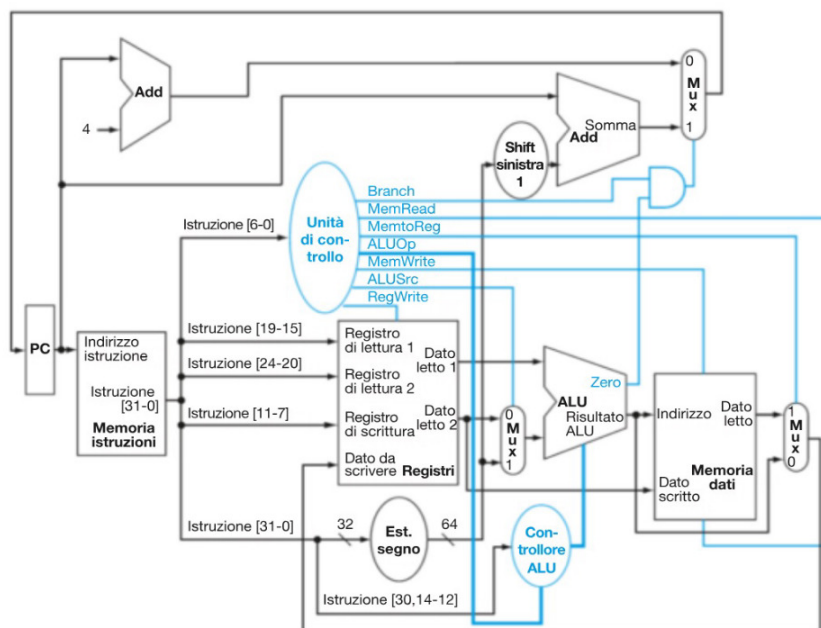 Add
4
0
Mux
1
Add
Somma
Shift
sinistra
1
Branch
MemRead
MemtoReg
ALUOp
MemWrite
ALUSrc
RegWrite
Unità
di con-
trollo
Istruzione [6-0]
PC
Indirizzo
istruzione
Istruzione
[31-0]
Memoria
istruzioni
Istruzione [19-15]
Istruzione [24-20]
Istruzione [11-7]
Registro
di lettura 1
Registro
di lettura 2
Registro
di scrittura
Dato da
scrivere
Dato
letto 1
Dato
letto 2
Registri
0
Mux
1
Zero
ALU
Risultato
ALU
Indirizzo
Dato
letto
Dato
scritto
Memoria
dati
1
Mux
0
Istruzione [31-0]
32
Est.
segno
64
Con-
trollore
ALU
Istruzione [30,14-12]